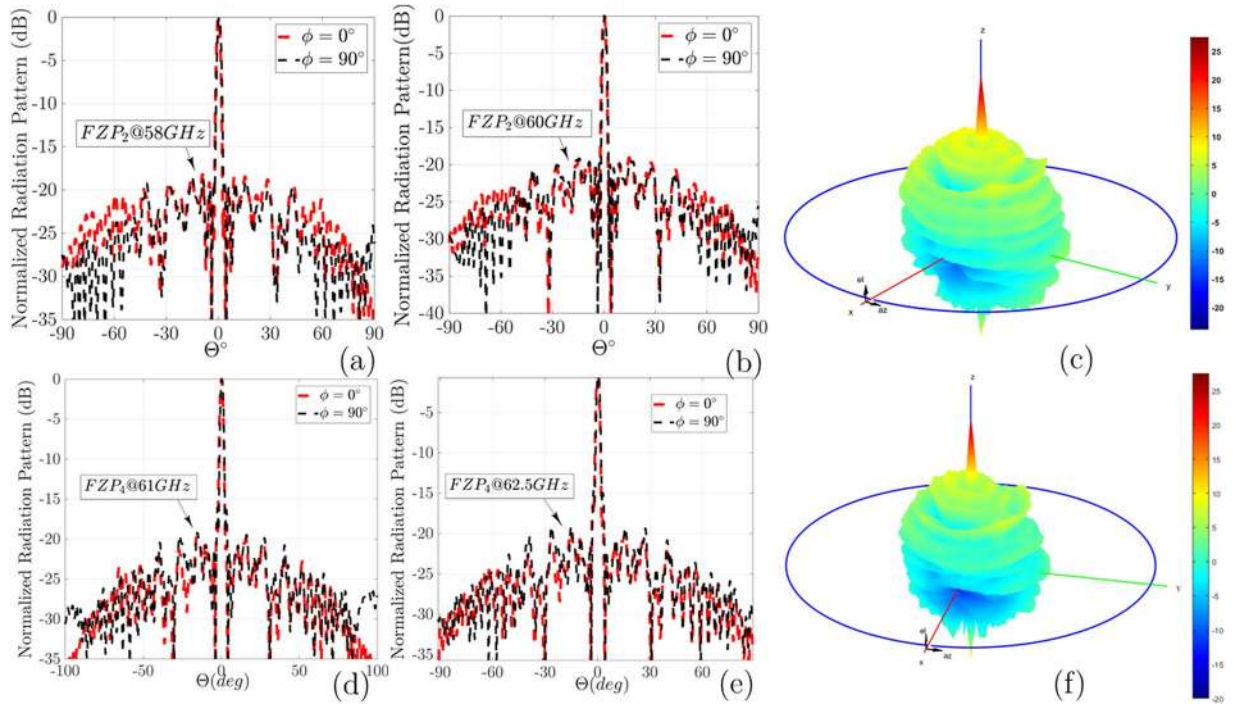 Normalized Radiation Pattern (dB)
0
-5
-10
-15
-20
-25
-30
-35
-90
-60
-30
0
30
60
90
Θ°
ϕ = 0°
ϕ = 90°
FZP₂@58GHz
(a)
Normalized Radiation Pattern(dB)
0
-5
-10
-15
-20
-25
-30
-35
-40
-90
-60
-30
0
30
60
90
Θ°
ϕ = 0°
ϕ = 90°
FZP₂@60GHz
(b)
z
el
x
az
y
25
20
15
10
5
0
-5
-10
-15
-20
(c)
Normalized Radiation Pattern (dB)
0
-5
-10
-15
-20
-25
-30
-35
-100
-50
0
50
100
Θ(deg)
ϕ = 0°
ϕ = 90°
FZP₄@61GHz
(d)
Normalized Radiation Pattern (dB)
-5
-10
-15
-20
-25
-30
-35
-90
-60
-30
0
30
60
Θ(deg)
ϕ = 0°
ϕ = 90°
FZP₄@62.5GHz
(e)
z
el
x
az
Y
25
20
15
10
5
0
-5
-10
-15
-20
(f)